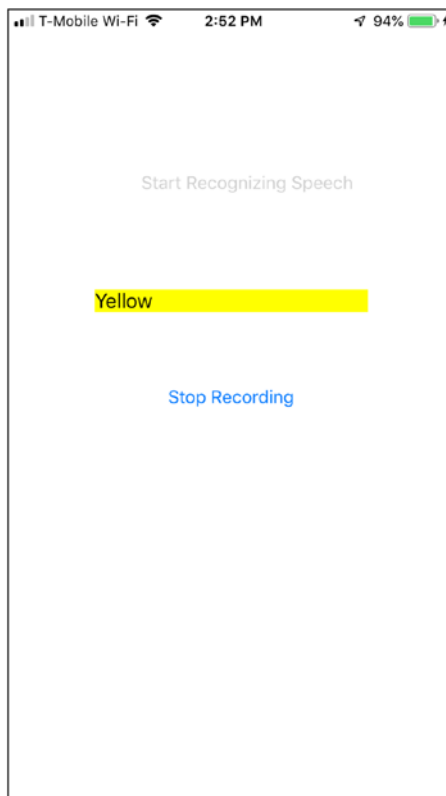 T-Mobile Wi-Fi 2:52 PM 94%
Start Recognizing Speech
Yellow
Stop Recording